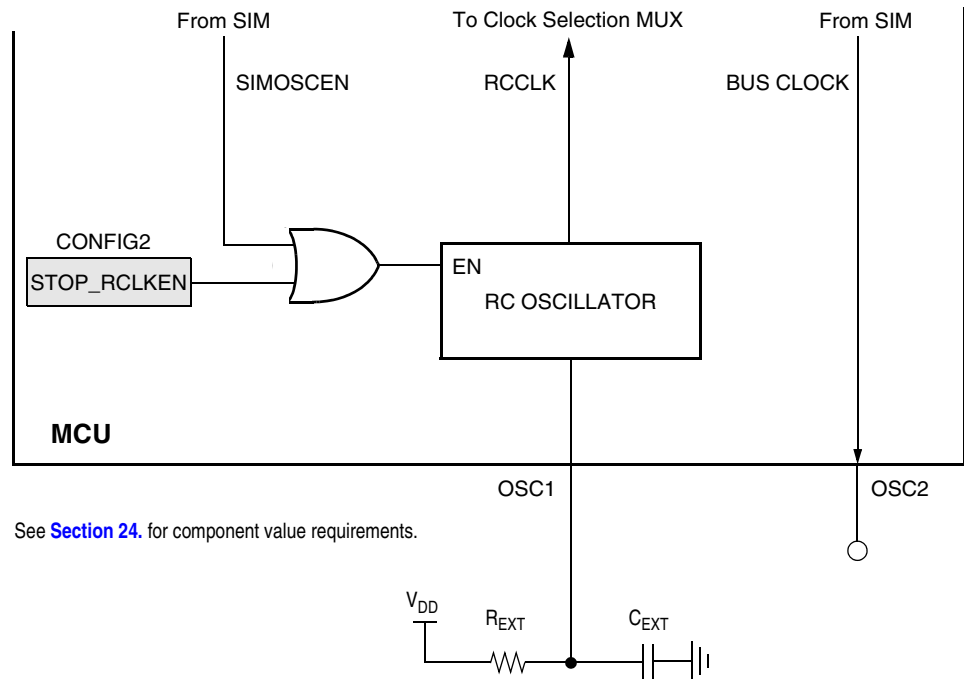 From SIM
To Clock Selection MUX
From SIM
SIMOSCEN
RCCLK
BUS CLOCK
CONFIG2
STOP_RCLKEN
EN
RC OSCILLATOR
MCU
OSC1
OSC2
See Section 24. for component value requirements.
VDD
REXT
CEXT